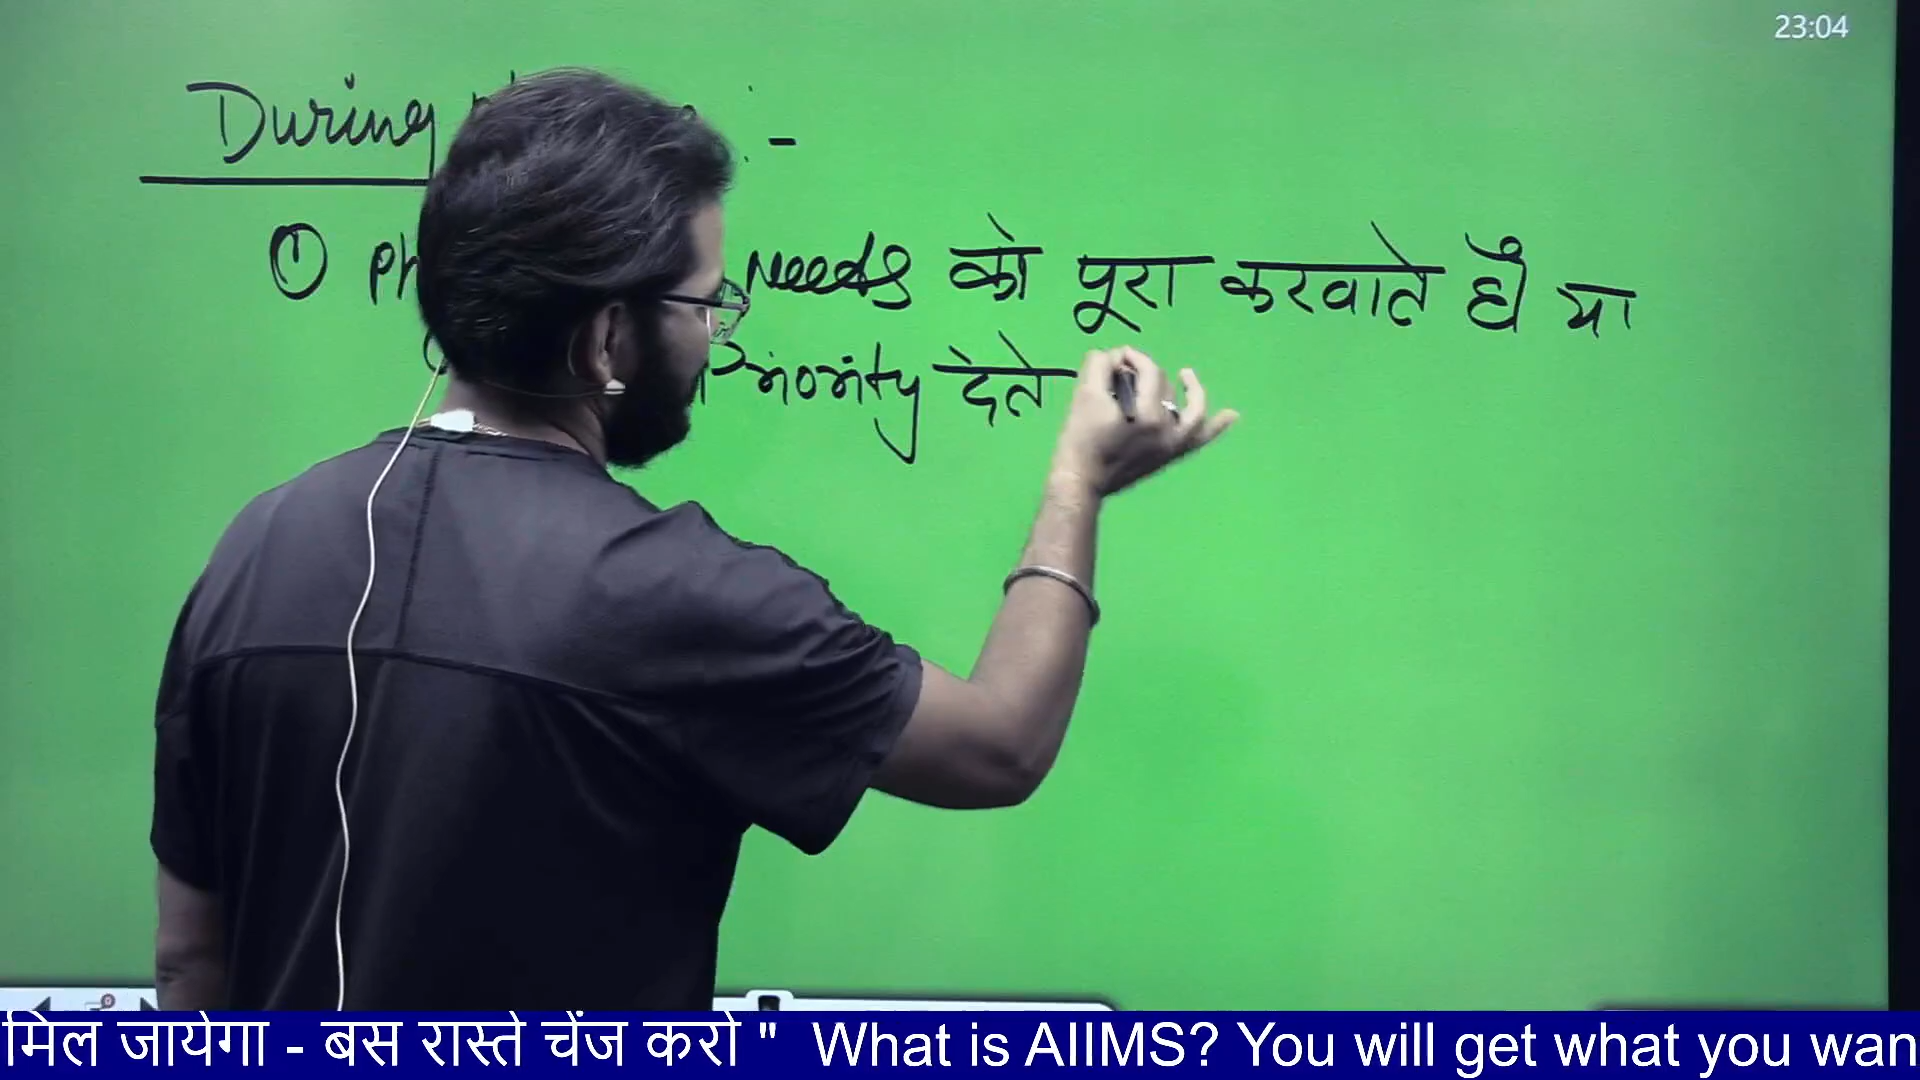 23:04
During :-
① Ph needs को पूरा करवाते है या
Priority देते
मिल जायेगा - बस रास्ते चेंज करो " What is AIIMS? You will get what you wan